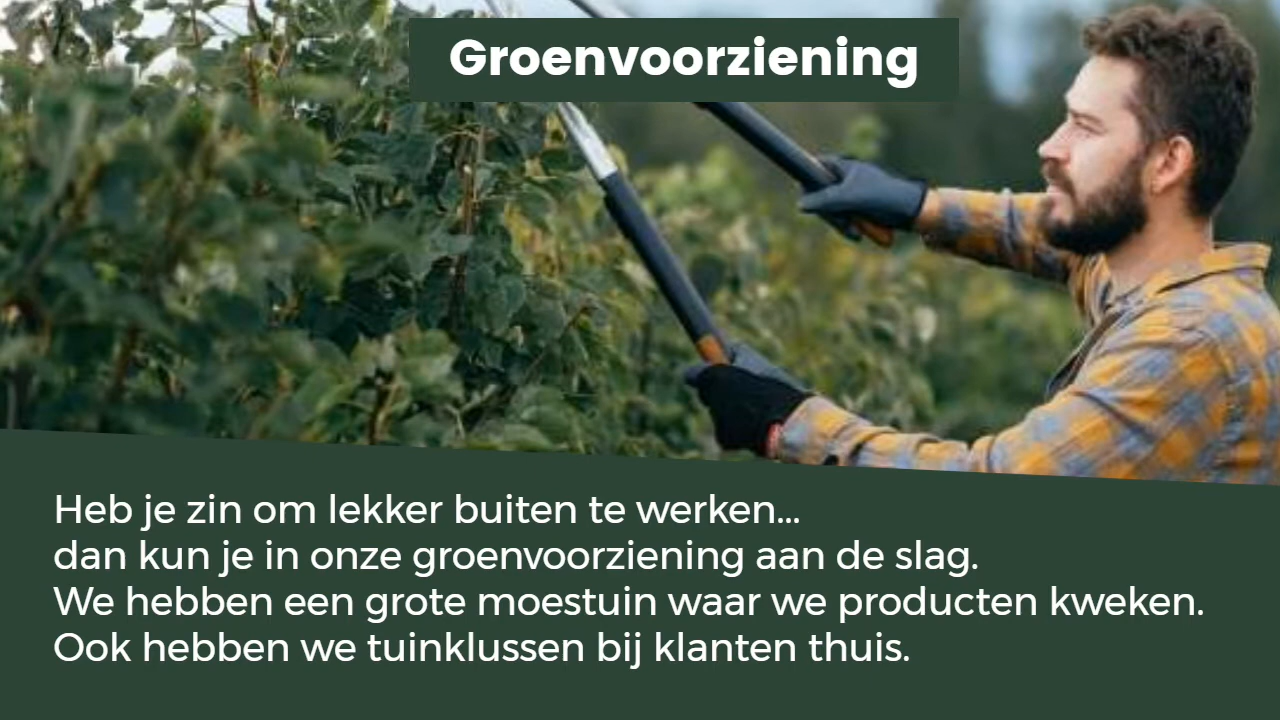 Groenvoorziening
Heb je zin om lekker buiten te werken...
dan kun je in onze groenvoorziening aan de slag.
We hebben een grote moestuin waar we producten kweken.
Ook hebben we tuinklussen bij klanten thuis.